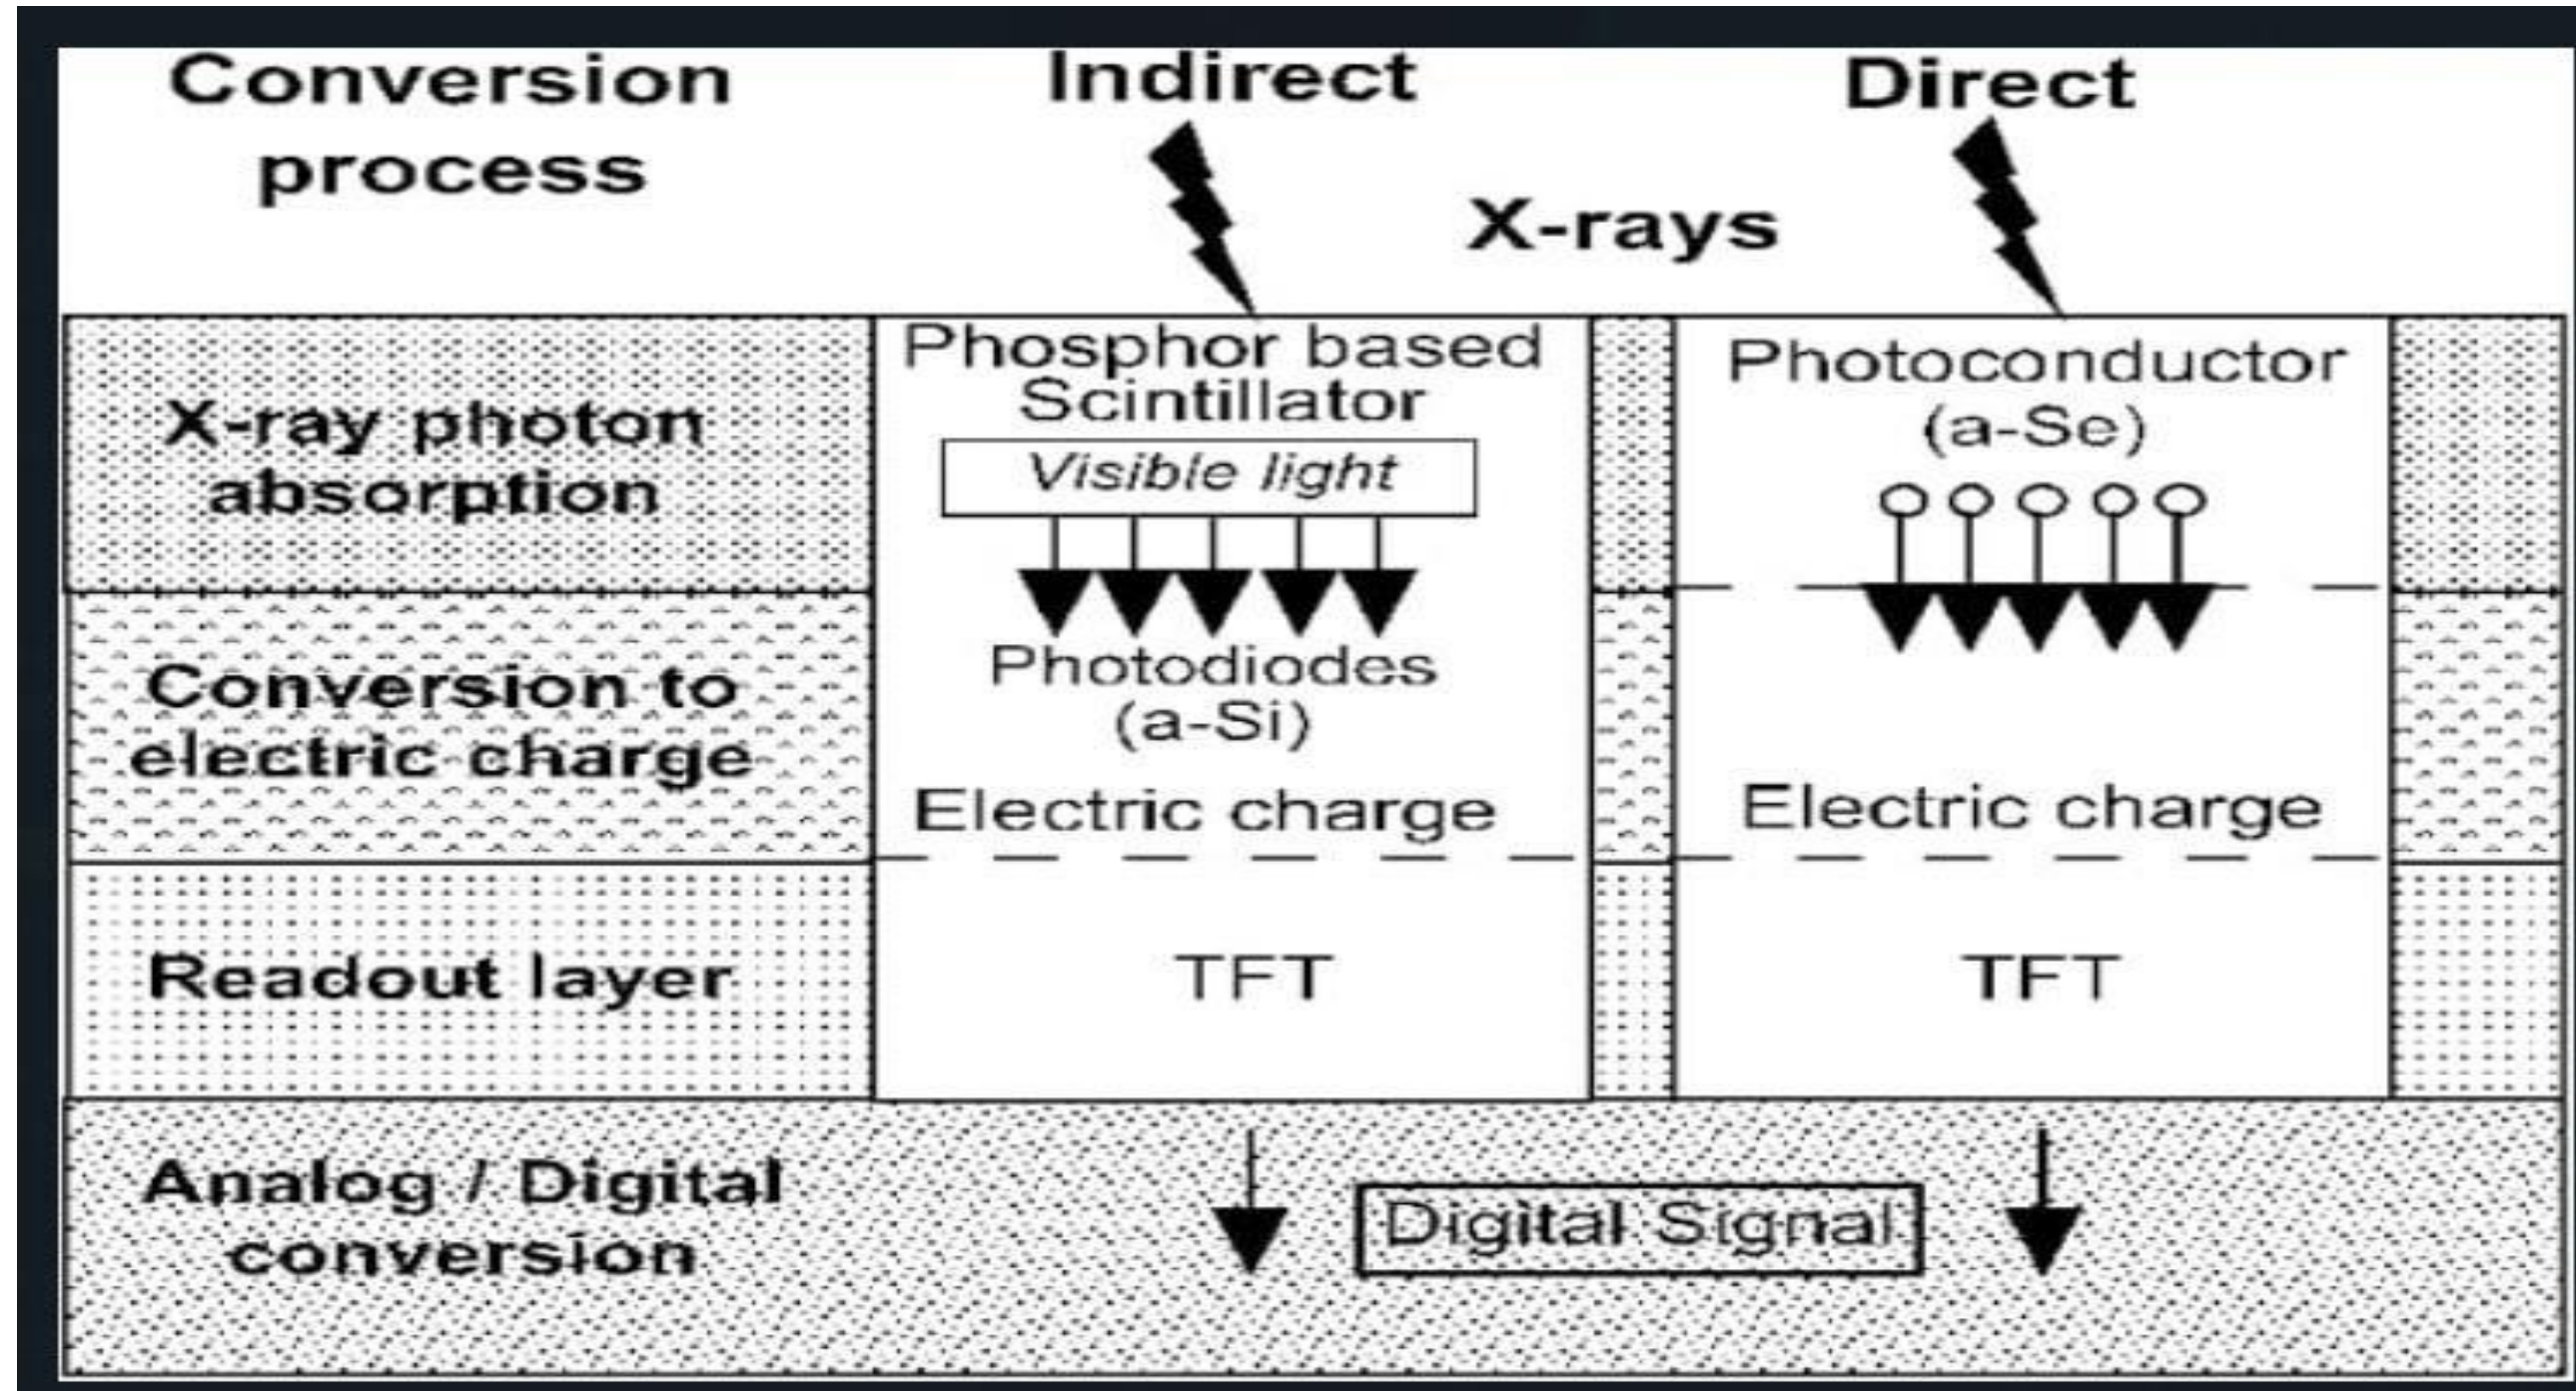 Conversion
process
Indirect
Direct
X-rays
X-ray photon
absorption
Phosphor based
Scintillator
Visible light
Photoconductor
(a-Se)
Conversion to
electric charge
Photodiodes
(a-Si)
Electric charge
Electric charge
Readout layer
TFT
TFT
Analog / Digital
conversion
Digital Signal